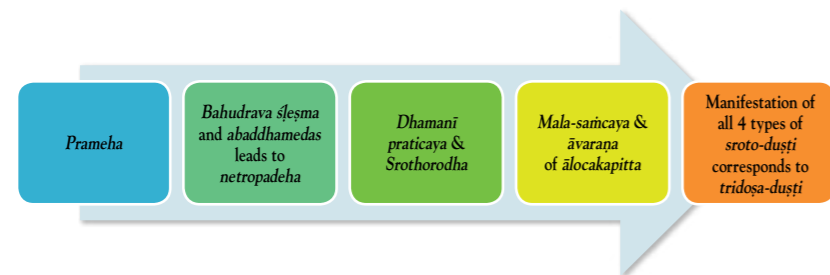 Prameha
Bahudrava śḷeṣma
and abaddhamedas
leads to
netropadeha
Dhamanī
praticaya &
Srothorodha
Mala-saṁcaya &
āvaraṇa
of ālocakapitta
Manifestation of
all 4 types of
sroto-duṣṭi
corresponds to
tridoṣa-duṣṭi